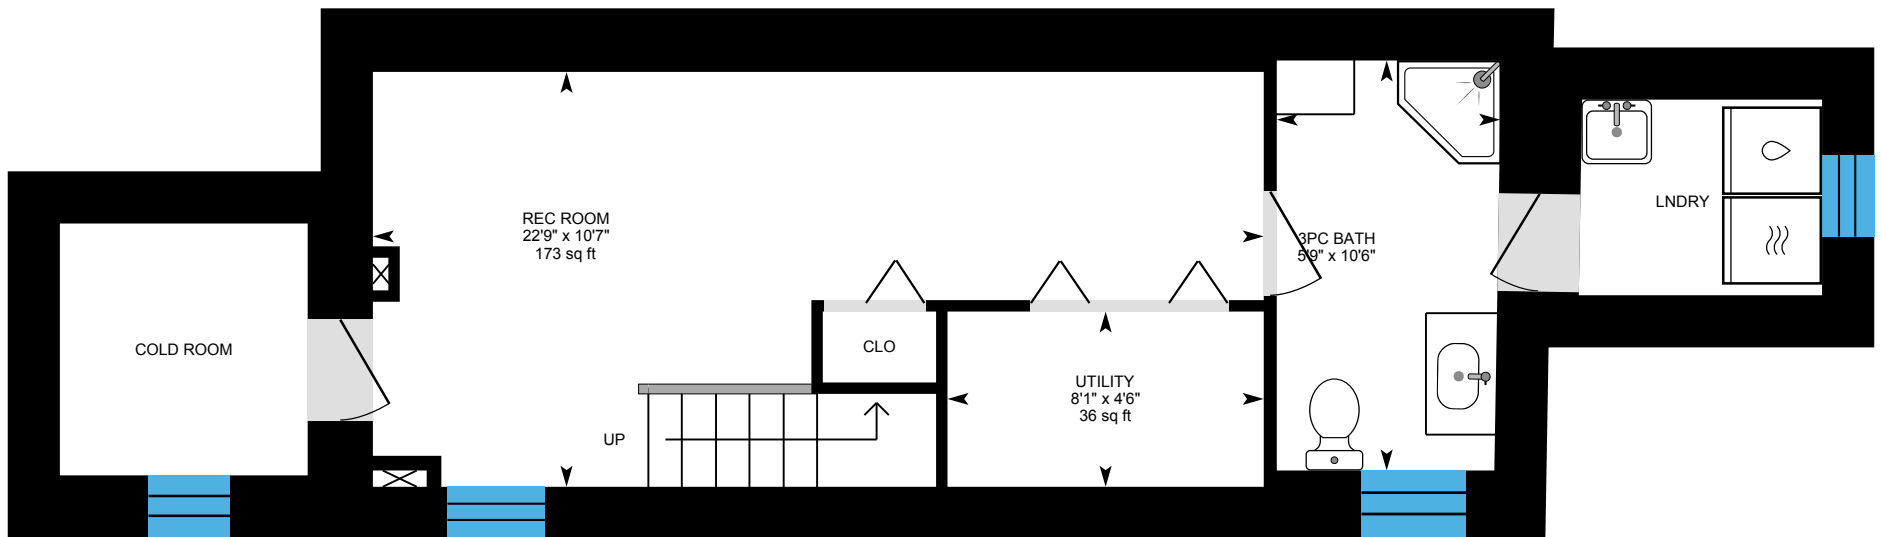 REC ROOM
22'9" x 10'7"
173 sq ft
3PC BATH
5'9" x 10'6"
LNDRY
COLD ROOM
CLO
UTILITY
8'1" x 4'6"
36 sq ft
UP